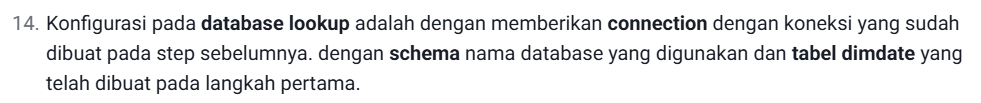 14. Konfigurasi pada database lookup adalah dengan memberikan connection dengan koneksi yang sudah
dibuat pada step sebelumnya. dengan schema nama database yang digunakan dan tabel dimdate yang
telah dibuat pada langkah pertama.